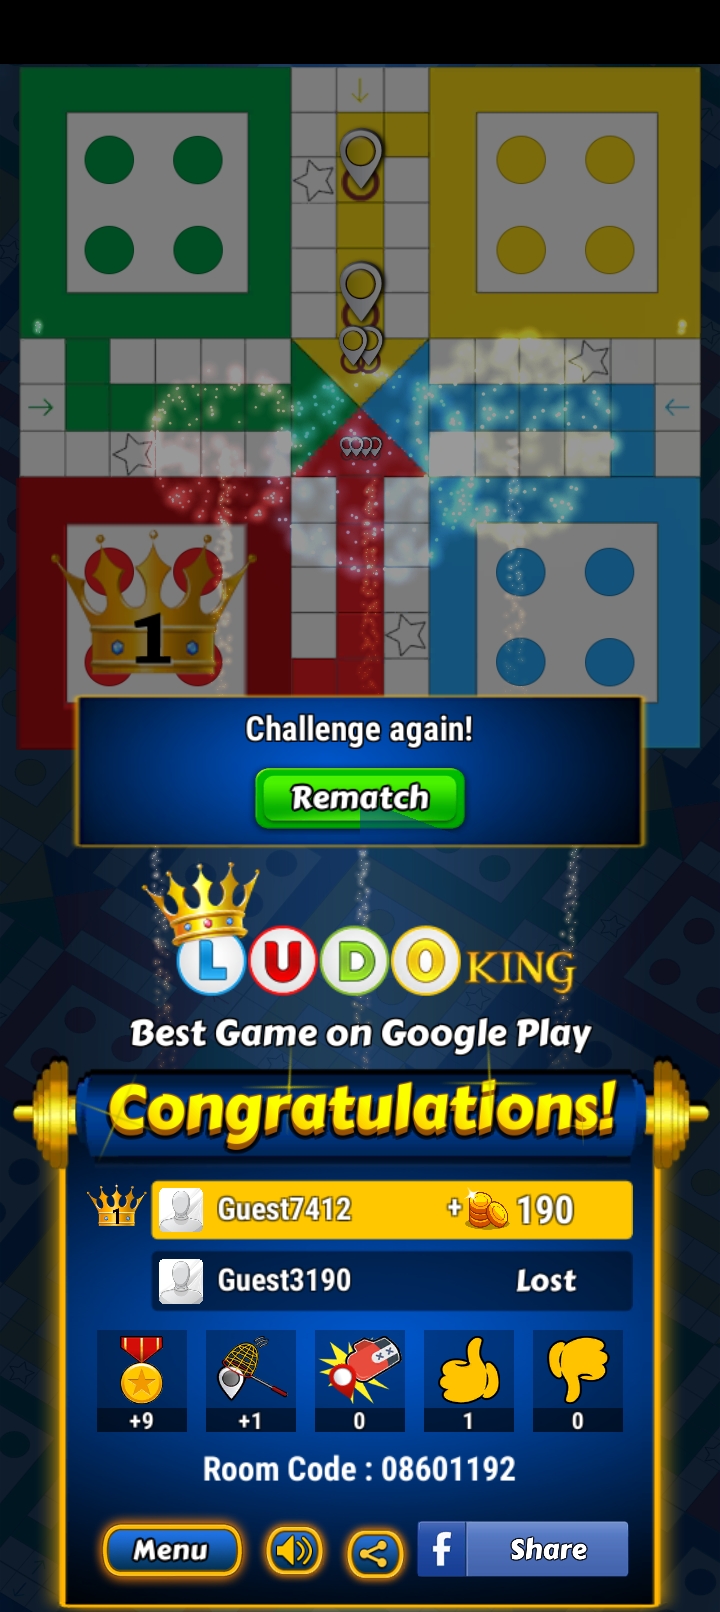 1
Challenge again!
Rematch
LUDO KING
Best Game on Google Play
Congratulations!
1 Guest7412 + 190
Guest3190 Lost
+9 +1 0 1 0
Room Code : 08601192
Menu f Share